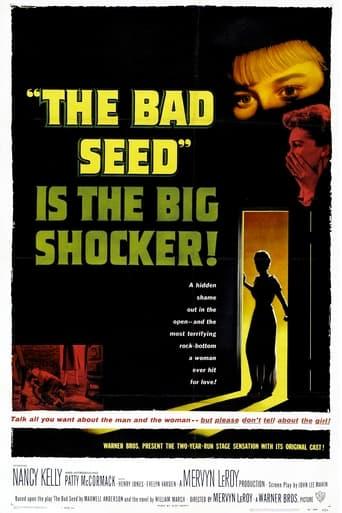 "THE BAD
SEED"
IS THE BIG
SHOCKER!
A hidden
shame
out in the
open—and the
most terrifying
rock-bottom
a woman
ever hit
for love!
Talk all you want about the man and the woman--but please don't tell about the girl!
WARNER BROS. PRESENT THE TWO-YEAR-RUN STAGE SENSATION WITH ITS ORIGINAL CAST!
NANCY KELLY PATTY McCORMACK HENRY JONES · EVELYN VARDEN · A MERVYN LeROY PRODUCTION · Screen Play by JOHN LEE MAHIN
Based upon the play The Bad Seed by MAXWELL ANDERSON and the novel by WILLIAM MARCH · DIRECTED BY MERVYN LeROY · A WARNER BROS. PICTURE